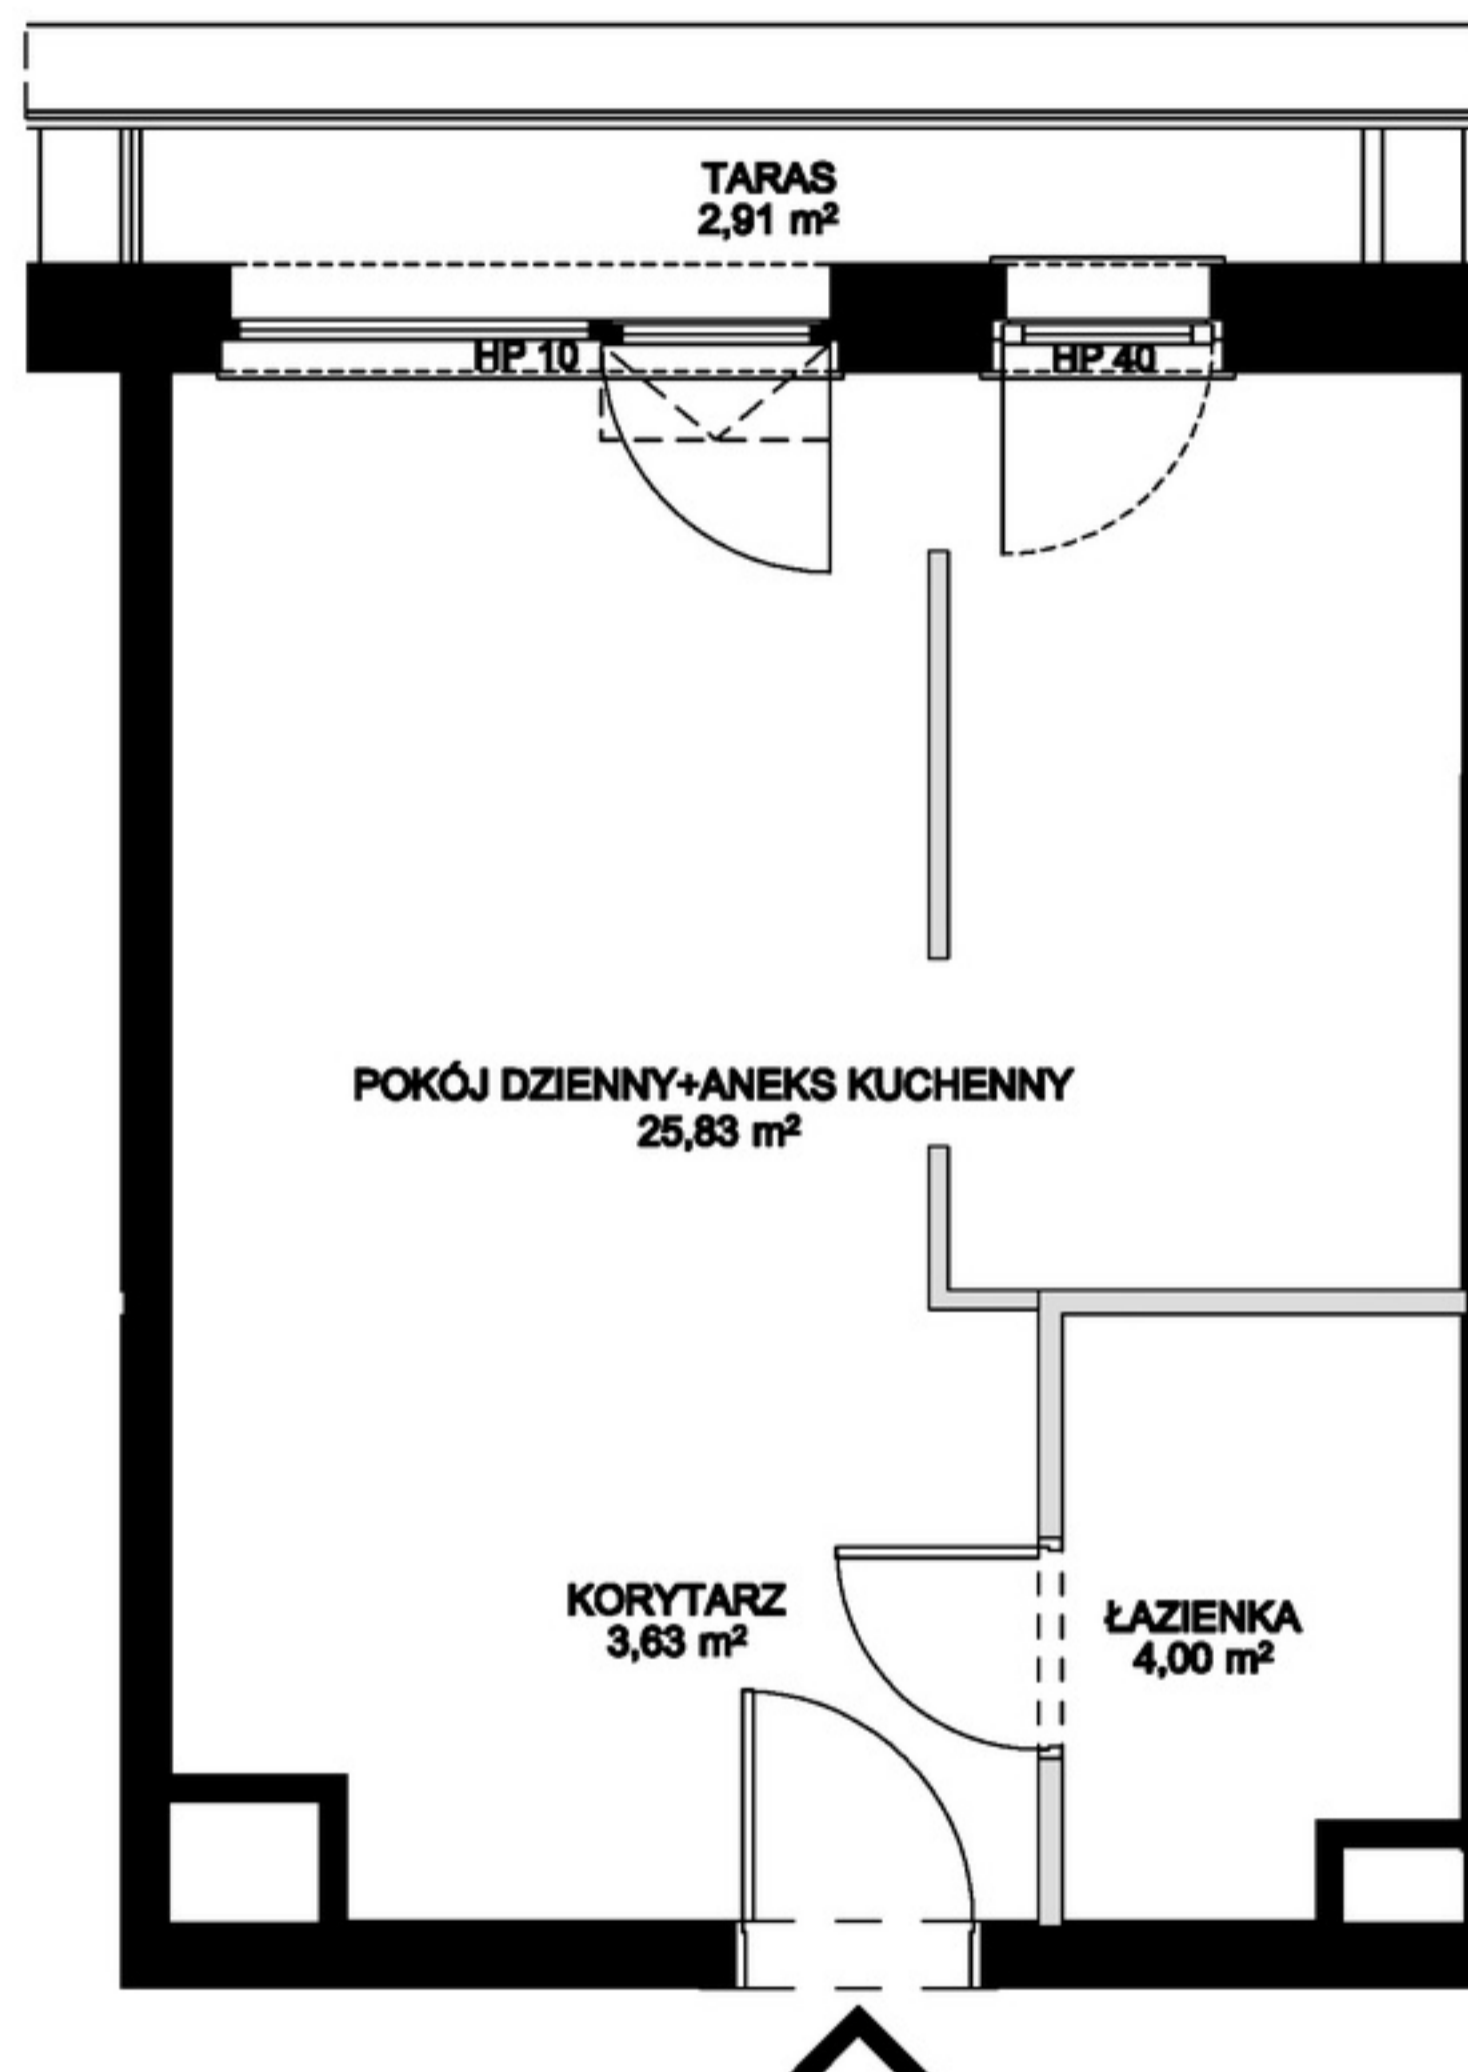 TARAS
2,91 m²
HP 10
HP 40
POKÓJ DZIENNY+ANEKS KUCHENNY
25,83 m²
KORYTARZ
3,63 m²
ŁAZIENKA
4,00 m²